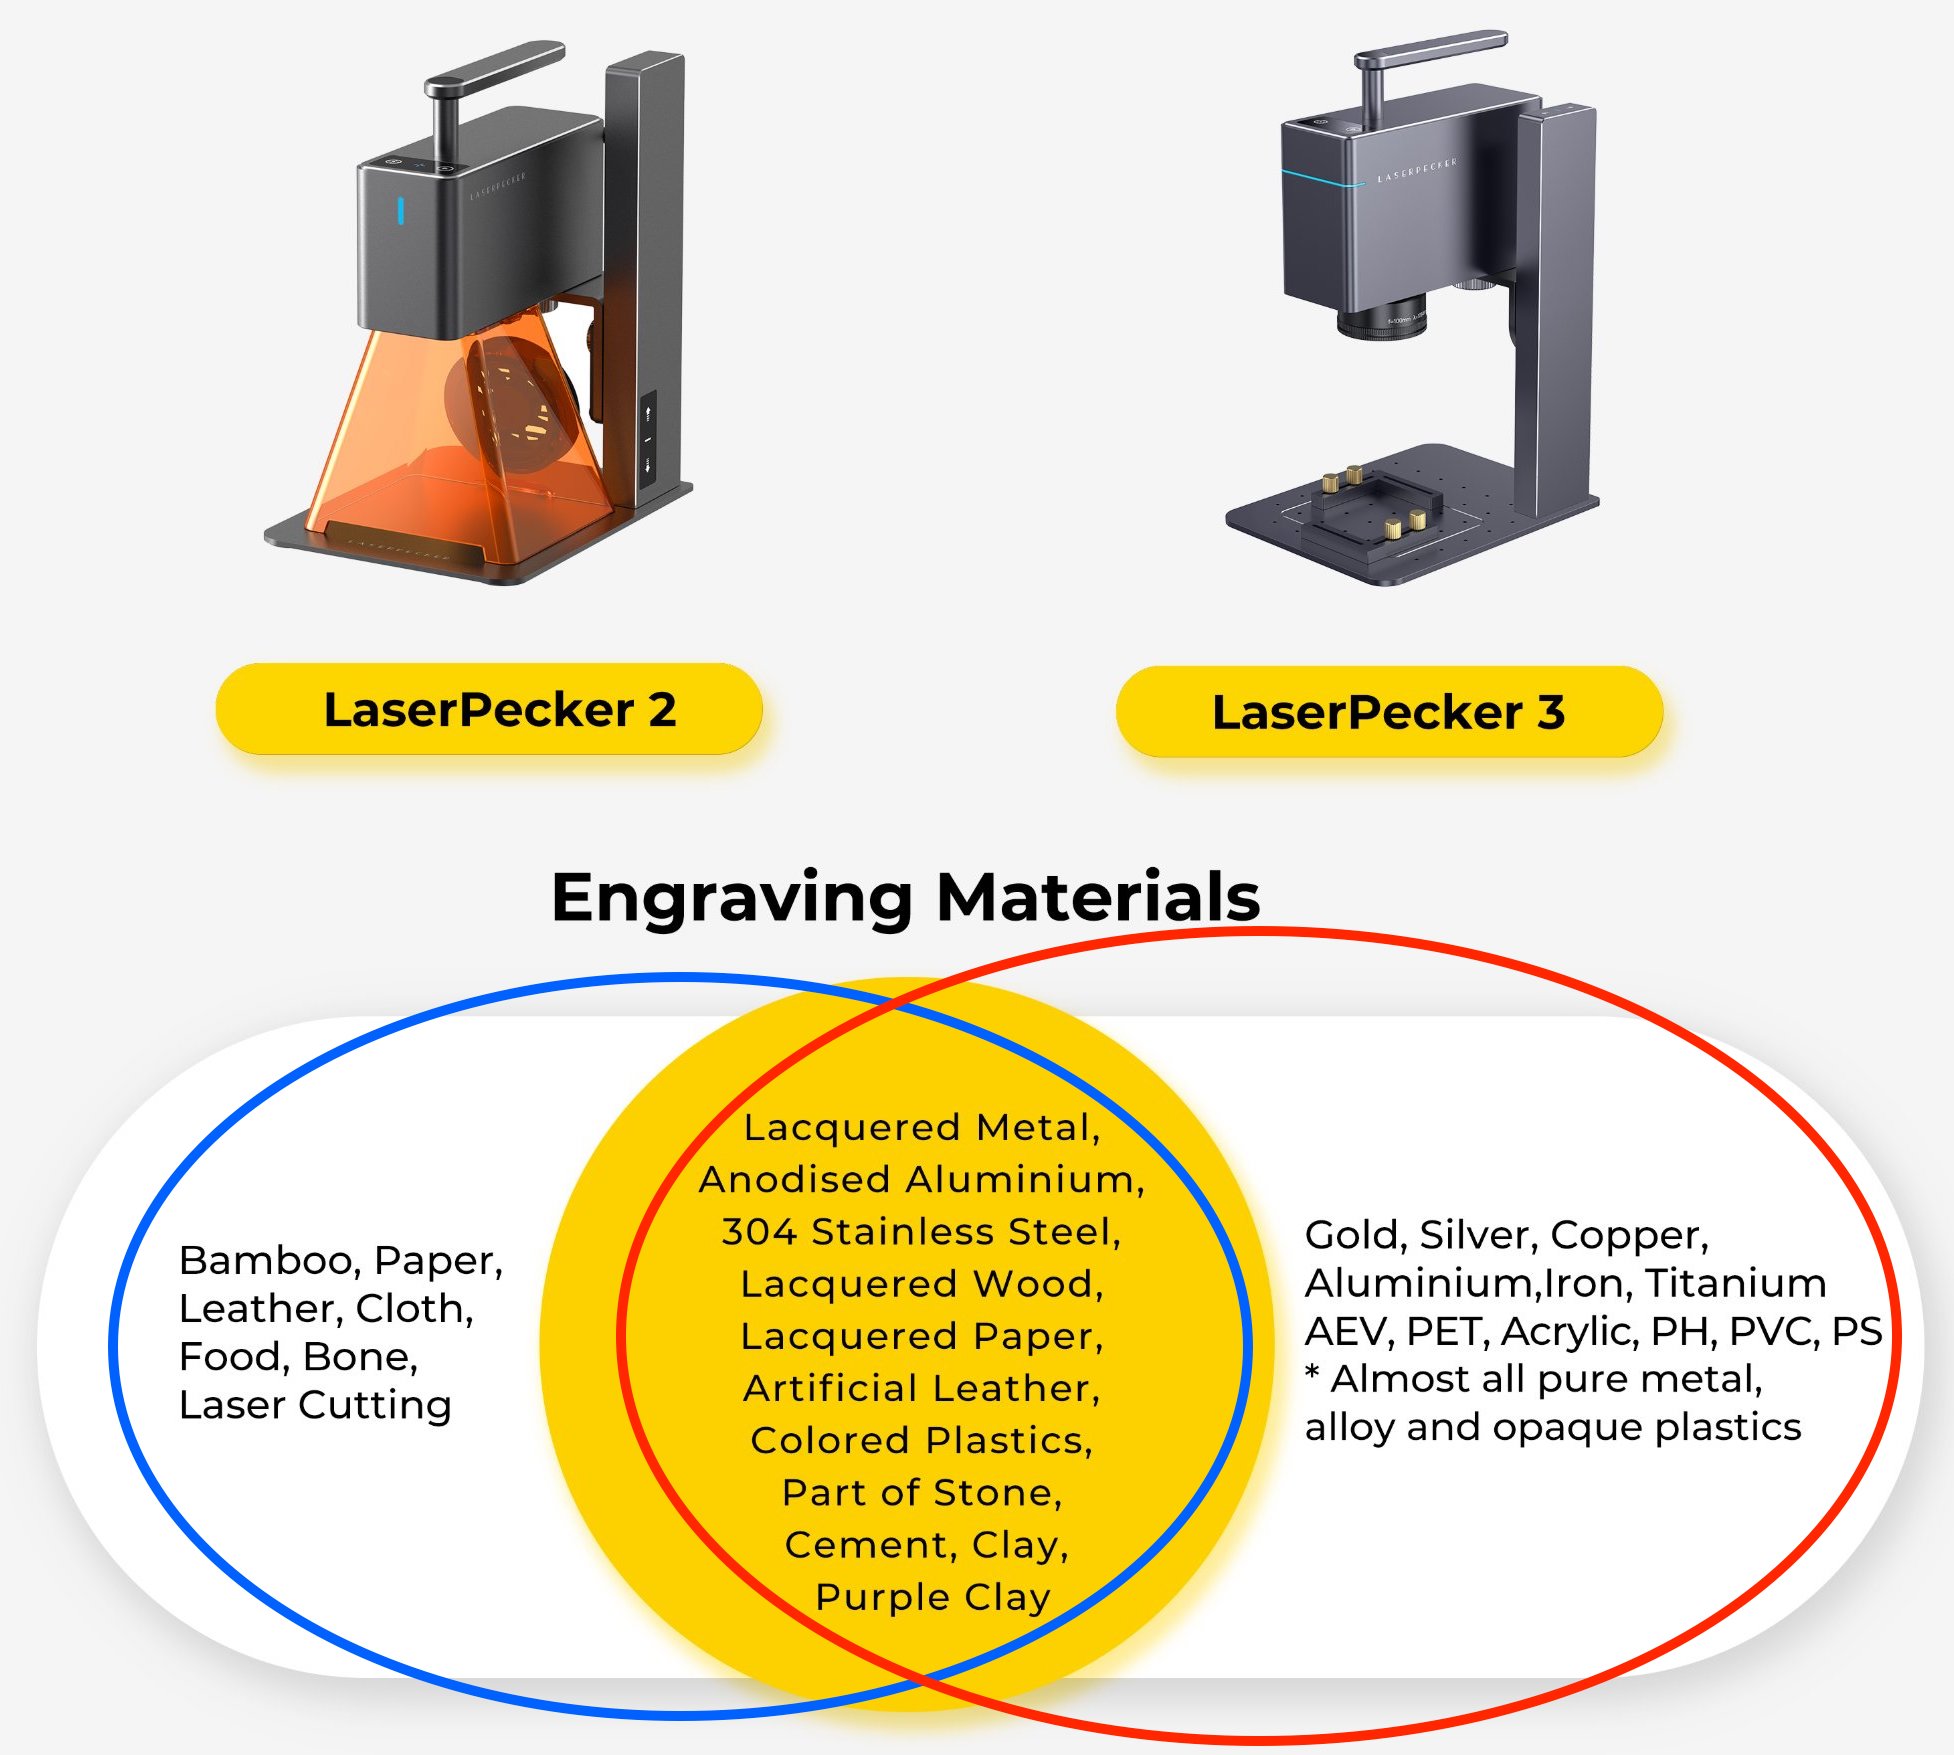 LASERPECKER
LASERPECKER
LASERPECKER
LaserPecker 2
LaserPecker 3
Engraving Materials
Bamboo, Paper,
Leather, Cloth,
Food, Bone,
Laser Cutting
Lacquered Metal,
Anodised Aluminium,
304 Stainless Steel,
Lacquered Wood,
Lacquered Paper,
Artificial Leather,
Colored Plastics,
Part of Stone,
Cement, Clay,
Purple Clay
Gold, Silver, Copper,
Aluminium,Iron, Titanium
AEV, PET, Acrylic, PH, PVC, PS
* Almost all pure metal,
alloy and opaque plastics